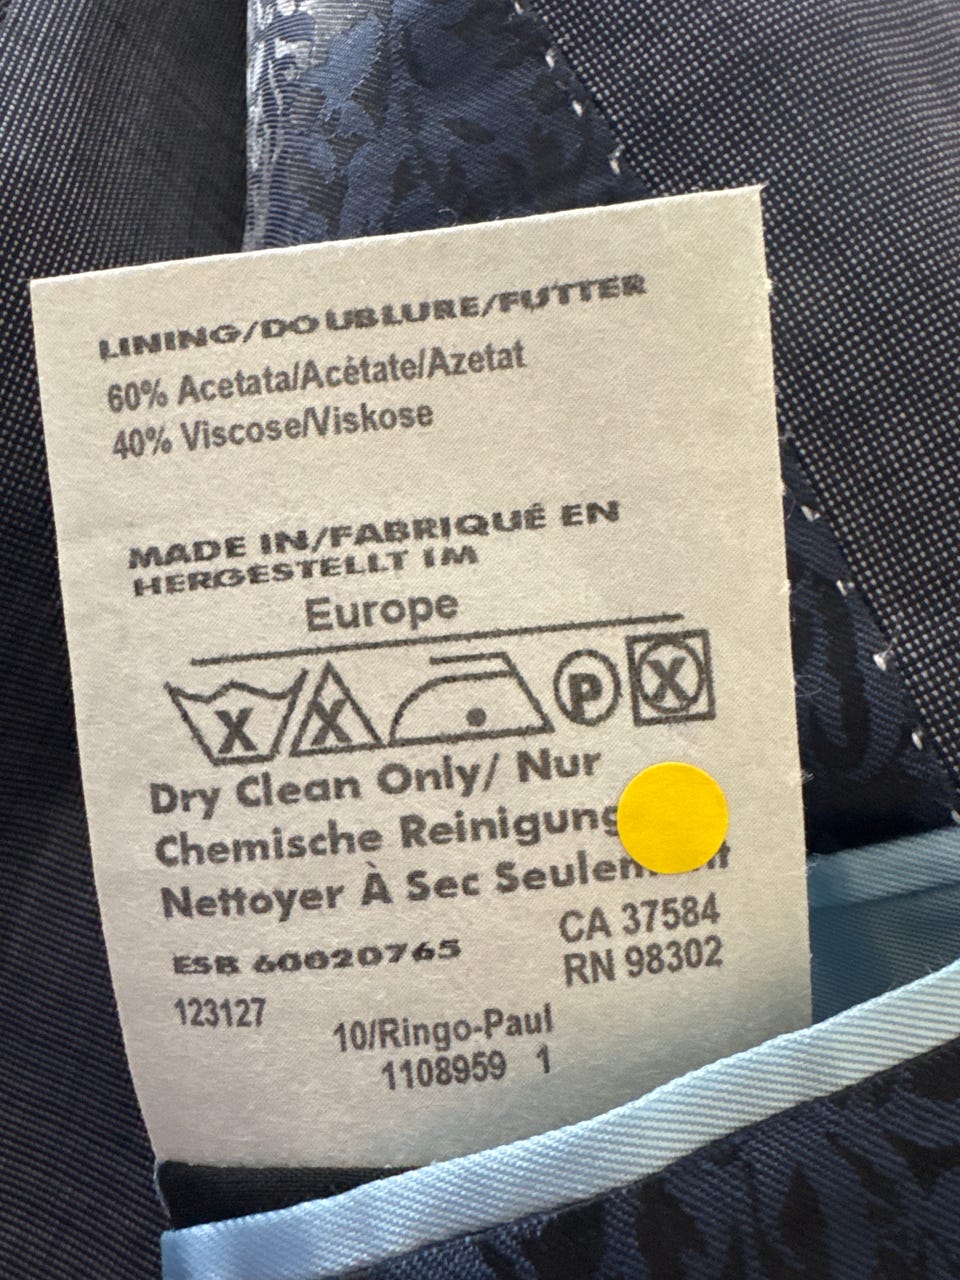 LINING/DOUBLURE/FUTTER
60% Acetata/Acétate/Azetat
40% Viscose/Viskose
MADE IN/FABRIQUÉ EN
HERGESTELLT IM
Europe
P
Dry Clean Only/ Nur
Chemische Reinigung
Nettoyer À Sec
ESB 60020765
CA 37584
RN 98302
123127
10/Ringo-Paul
1108959 1